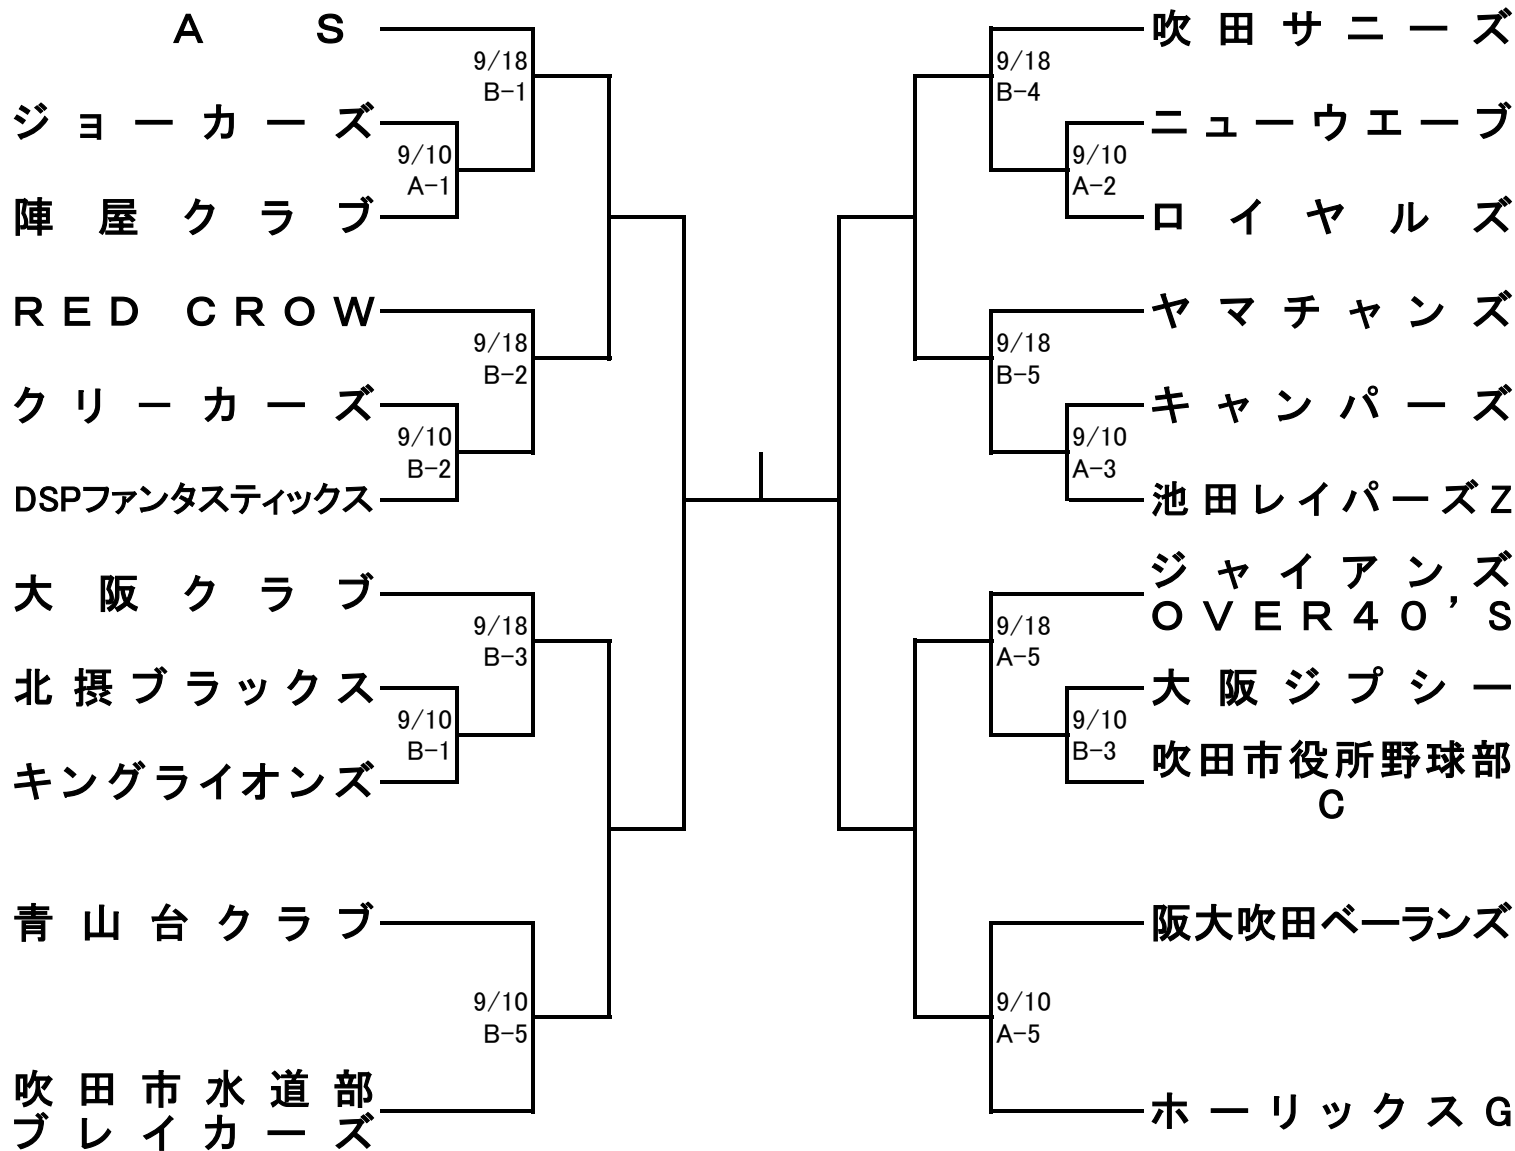 AS
9/18
B-1
ジョーカーズ
9/10
A-1
陣屋クラブ
RED CROW
9/18
B-2
クリーカーズ
9/10
B-2
DSPファンタスティックス
大阪クラブ
9/18
B-3
北摂ブラックス
9/10
B-1
キングライオンズ
青山台クラブ
9/10
B-5
吹田市水道部
ブレイカーズ
吹田サニーズ
9/18
B-4
ニューウエーブ
9/10
A-2
ロイヤルズ
ヤマチャンズ
9/18
B-5
キャンパーズ
9/10
A-3
池田レイパーズZ
ジャイアンズ
OVER40'S
9/18
A-5
大阪ジプシー
9/10
B-3
吹田市役所野球部
C
阪大吹田ベーランズ
9/10
A-5
ホーリックスG